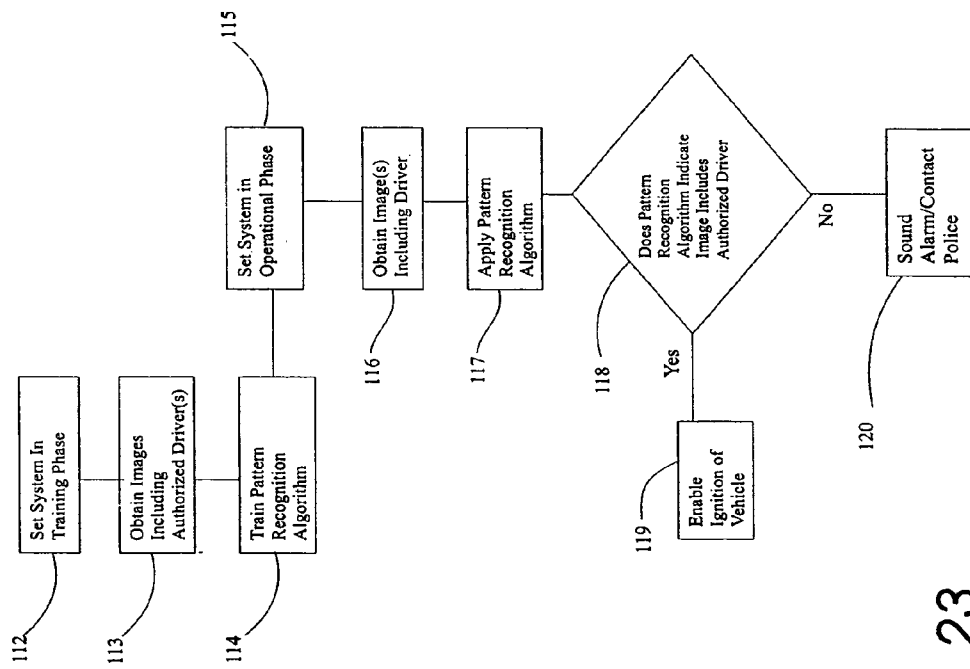 112
Set System In
Training Phase
113
Obtain Images
Including
Authorized Driver(s)
114
Train Pattern
Recognition
Algorithm
115
Set System in
Operational Phase
116
Obtain Image(s)
Including Driver
117
Apply Pattern
Recognition
Algorithm
118
Does Pattern
Recognition
Algorithm Indicate
Image Includes
Authorized Driver
Yes
119
Enable
Ignition of
Vehicle
No
120
Sound
Alarm/Contact
Police
23